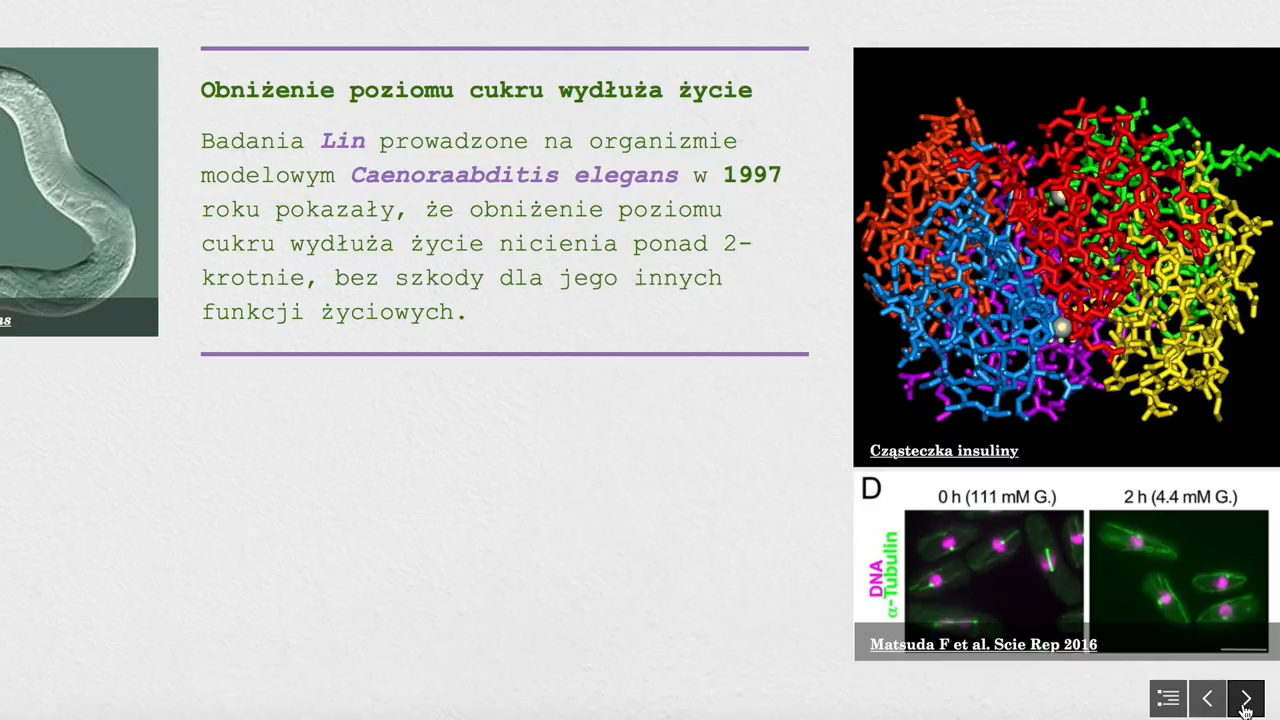 Obniżenie poziomu cukru wydłuża życie
Badania Lin prowadzone na organizmie
modelowym Caenoraabditis elegans w 1997
roku pokazały, że obniżenie poziomu
cukru wydłuża życie nicienia ponad 2-
krotnie, bez szkody dla jego innych
funkcji życiowych.
Cząsteczka insuliny
D
0 h (111 mM G.)
2 h (4.4 mM G.)
DNA
α-Tubulin
Matsuda F et al. Scie Rep 2016